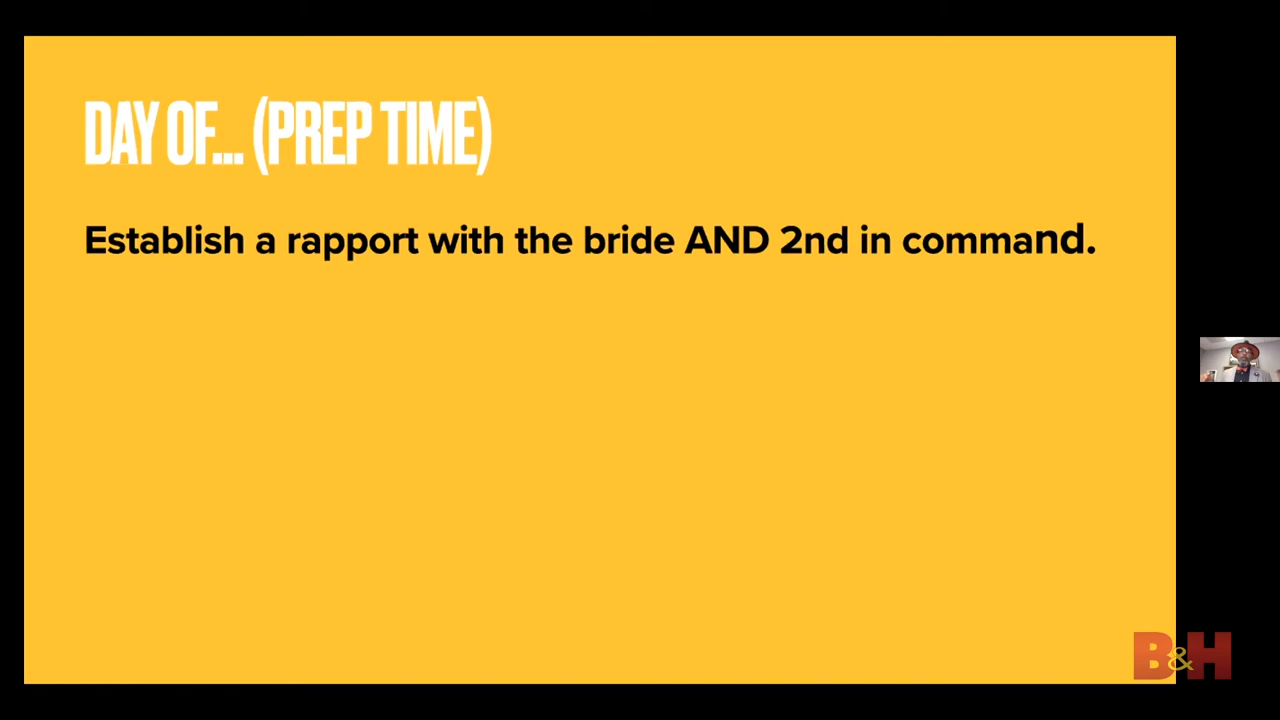 DAY OF... (PREP TIME)
Establish a rapport with the bride AND 2nd in command.
B&H